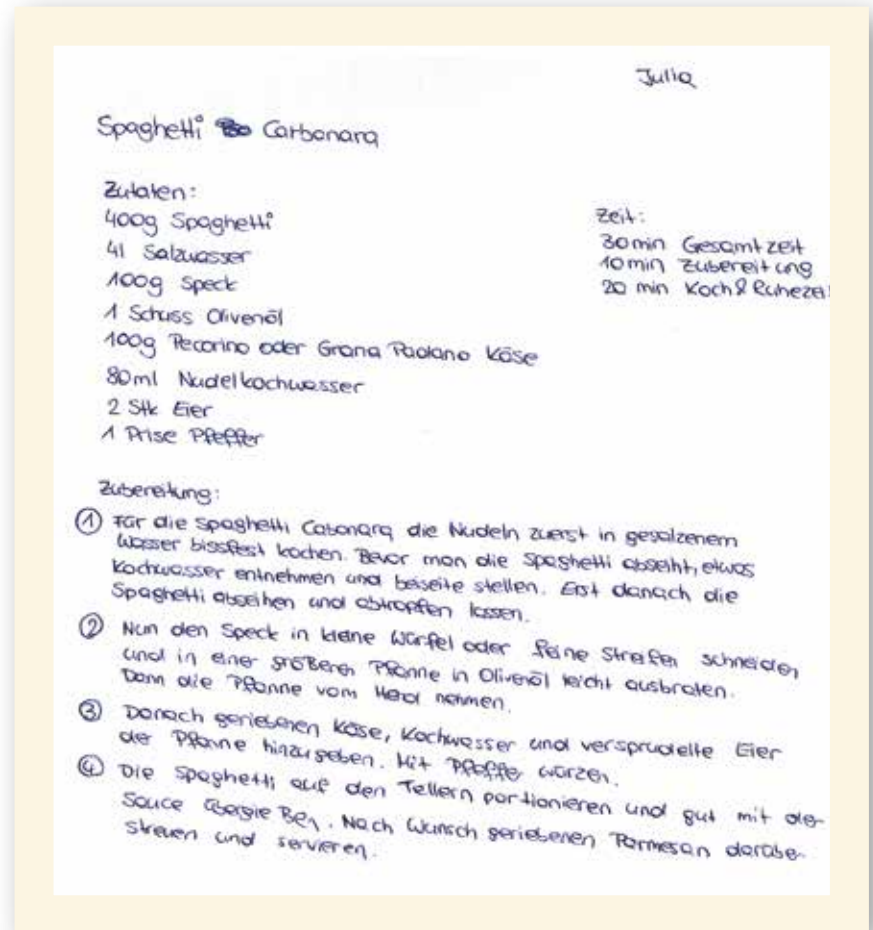 Julia
Spaghetti Carbonara
Zutaten:
400g Spaghetti
4l Salzwasser
100g Speck
1 Schuss Olivenöl
100g Pecorino oder Grana Padano Käse
80ml Nudelkochwasser
2 Stk Eier
1 Prise Pfeffer
Zeit:
30min Gesamtzeit
10min Zubereitung
20 min Koch&Ruhezei
Zubereitung:
① Für die Spaghetti Cabonara die Nudeln zuerst in gesalzenem
Wasser bissfest kochen. Bevor man die Spaghetti abseiht, etwas
Kochwasser entnehmen und beiseite stellen. Erst danach die
Spaghetti abseihen und abtropfen lassen.
② Nun den Speck in kleine Würfel oder feine Streifen schneiden
und in einer größeren Pfanne in Olivenöl leicht ausbraten.
Dann die Pfanne vom Herd nehmen.
③ Danach geriebenen Käse, Kochwasser und versprudelte Eier
der Pfanne hinzugeben. Mit Pfeffer würzen.
④ Die Spaghetti auf den Tellern portionieren und gut mit der
Sauce übergießen. Nach Wunsch geriebenen Parmesan darübe
streuen und servieren.